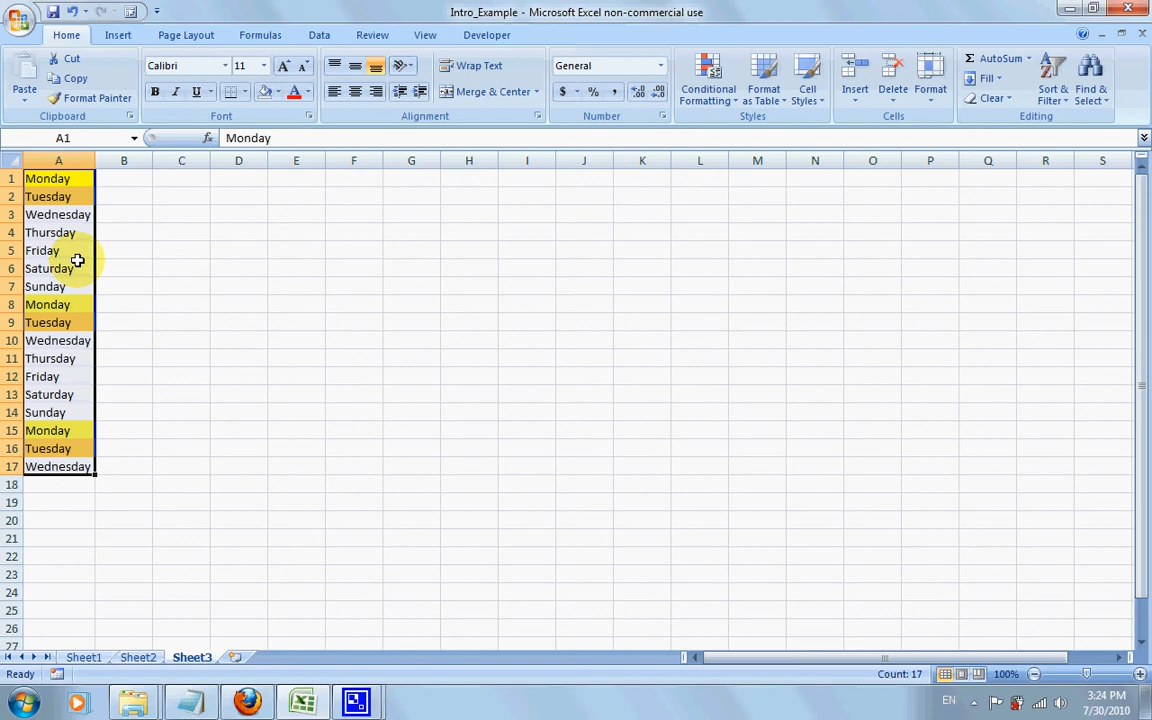 Intro_Example - Microsoft Excel non-commercial use
Home Insert Page Layout Formulas Data Review View Developer
Paste
Cut
Copy
Format Painter
Clipboard
Calibri 11 A A
B I U A
Font
Wrap Text
Merge & Center
Alignment
General
$ % ,
Number
Conditional Formatting
Format as Table
Cell Styles
Styles
Insert Delete Format
Cells
Σ AutoSum
Fill
Clear
Sort & Filter
Find & Select
Editing
A1 fx Monday
A B C D E F G H I J K L M N O P Q R S
1 Monday
2 Tuesday
3 Wednesday
4 Thursday
5 Friday
6 Saturday
7 Sunday
8 Monday
9 Tuesday
10 Wednesday
11 Thursday
12 Friday
13 Saturday
14 Sunday
15 Monday
16 Tuesday
17 Wednesday
18
19
20
21
22
23
24
25
26
27
Sheet1 Sheet2 Sheet3
Ready Count: 17 100%
EN 3:24 PM
7/30/2010